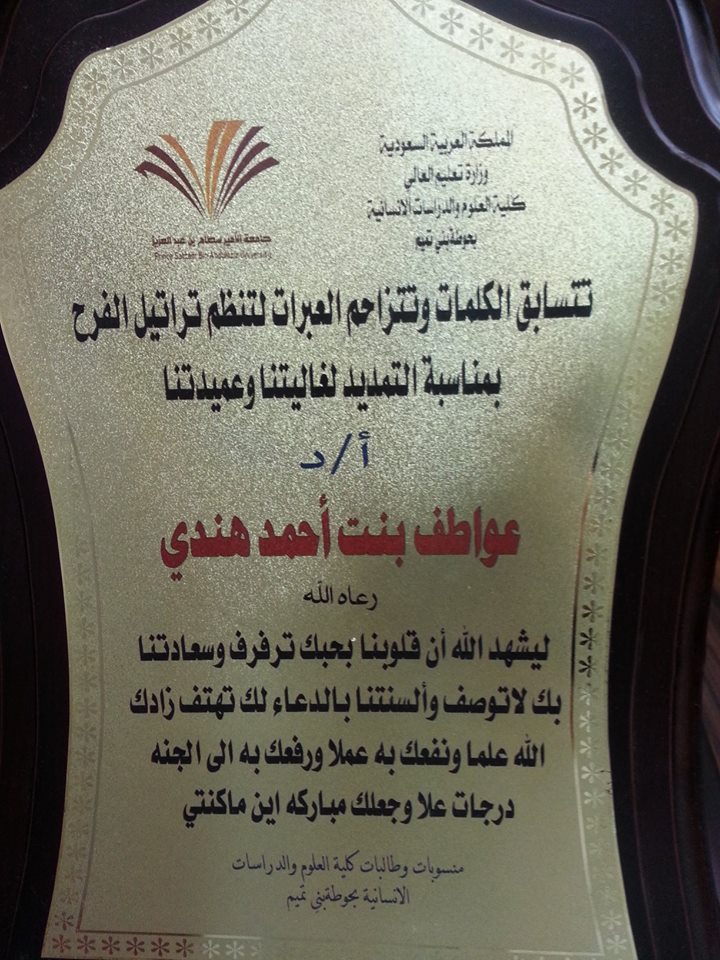 المملكة العربية السعودية
وزارة تعليم العالي
كلية العلوم والدراسات الانسانية
بحوطة بني تميم
جامعة الأمير سطام بن عبد العزيز
Prince Sattam Bin Abdulaziz University
تتسابق الكلمات وتتزاحم العبرات لتنظم تراتيل الفرح
بمناسبة التمديد لغاليتنا وعميدتنا
أ/د
عواطف بنت أحمد هندي
رعاه الله
ليشهد الله أن قلوبنا بحبك ترفرف وسعادتنا
بك لاتوصف وألسنتنا بالدعاء لك تهتف زادك
الله علما ونفعك به عملا ورفعك به الى الجنه
درجات علا وجعلك مباركه اين ماكنتي
منسوبات وطالبات كلية العلوم والدراسات
الانسانية بحوطة بني تميم